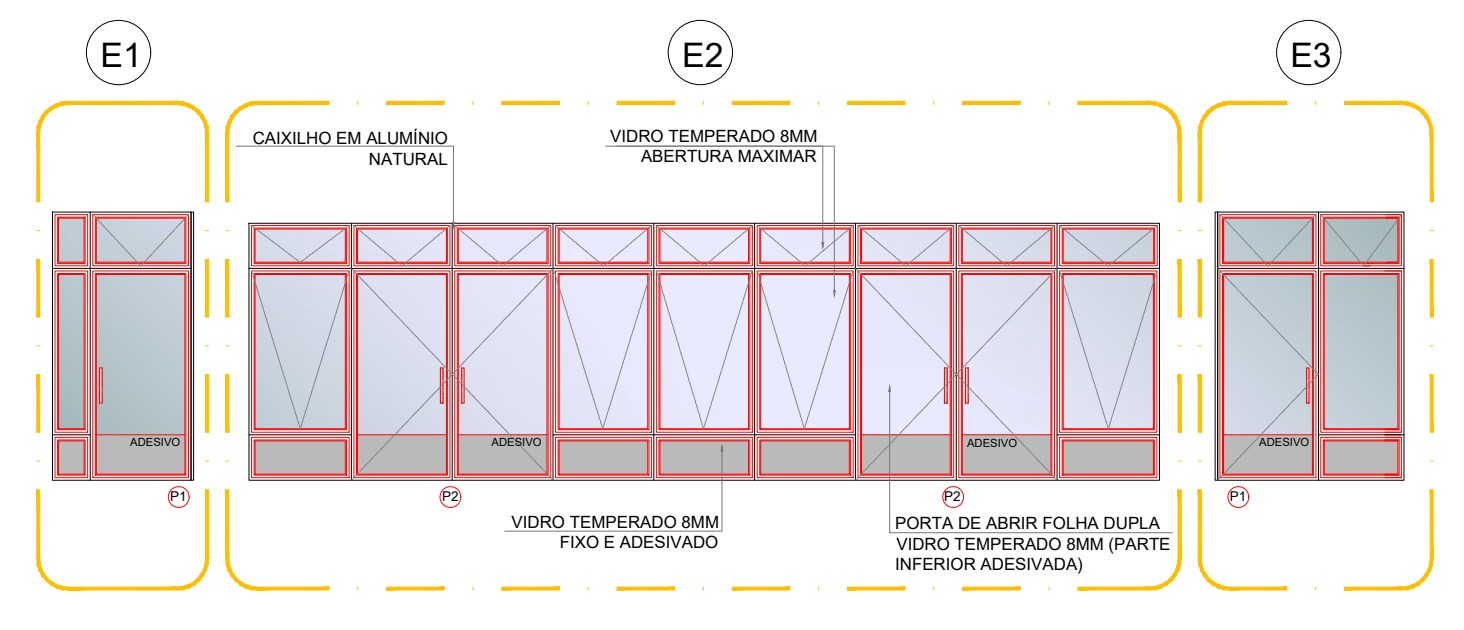 E1
E2
E3
CAIXILHO EM ALUMÍNIO
NATURAL
VIDRO TEMPERADO 8MM
ABERTURA MAXIMAR
ADESIVO
ADESIVO
ADESIVO
ADESIVO
P1
P2
P2
P1
VIDRO TEMPERADO 8MM
FIXO E ADESIVADO
PORTA DE ABRIR FOLHA DUPLA
VIDRO TEMPERADO 8MM (PARTE
INFERIOR ADESIVADA)